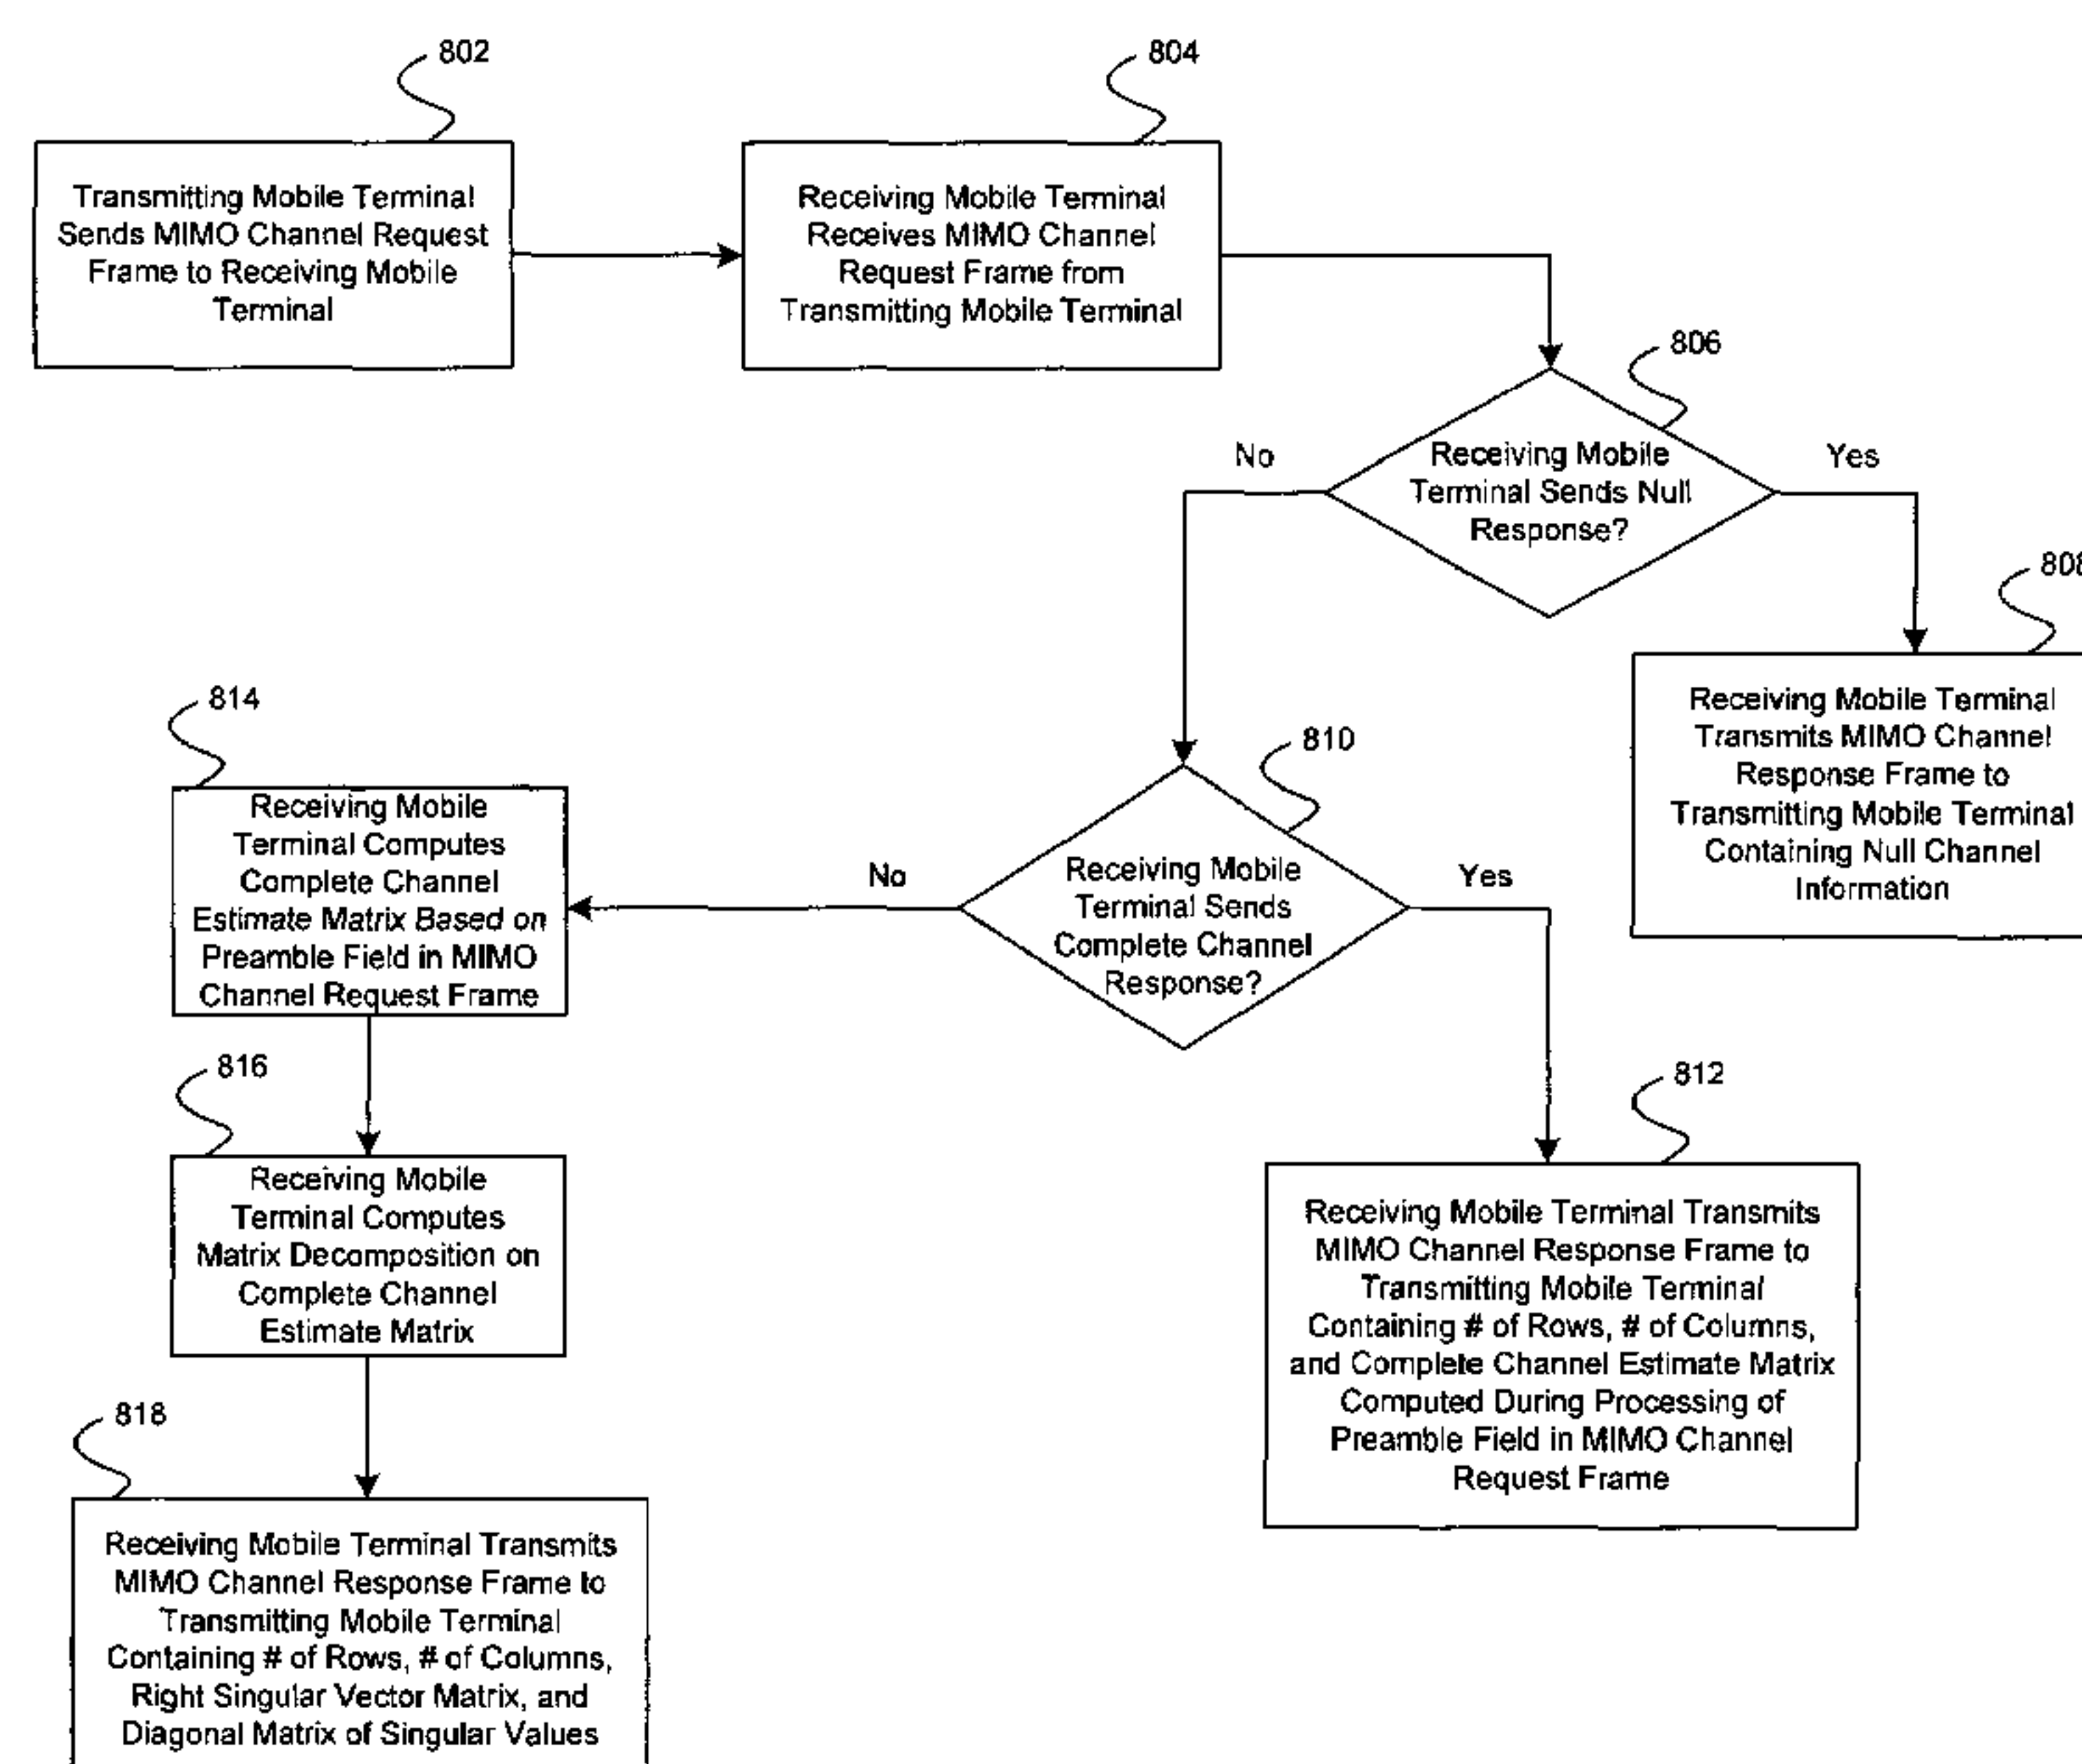 802
Transmitting Mobile Terminal
Sends MIMO Channel Request
Frame to Receiving Mobile
Terminal
804
Receiving Mobile Terminal
Receives MIMO Channel
Request Frame from
Transmitting Mobile Terminal
806
Receiving Mobile
Terminal Sends Null
Response?
No
Yes
808
Receiving Mobile Terminal
Transmits MIMO Channel
Response Frame to
Transmitting Mobile Terminal
Containing Null Channel
Information
810
Receiving Mobile
Terminal Sends
Complete Channel
Response?
No
Yes
814
Receiving Mobile
Terminal Computes
Complete Channel
Estimate Matrix Based on
Preamble Field in MIMO
Channel Request Frame
816
Receiving Mobile
Terminal Computes
Matrix Decomposition on
Complete Channel
Estimate Matrix
812
Receiving Mobile Terminal Transmits
MIMO Channel Response Frame to
Transmitting Mobile Terminal
Containing # of Rows, # of Columns,
and Complete Channel Estimate Matrix
Computed During Processing of
Preamble Field in MIMO Channel
Request Frame
818
Receiving Mobile Terminal Transmits
MIMO Channel Response Frame to
Transmitting Mobile Terminal
Containing # of Rows, # of Columns,
Right Singular Vector Matrix, and
Diagonal Matrix of Singular Values